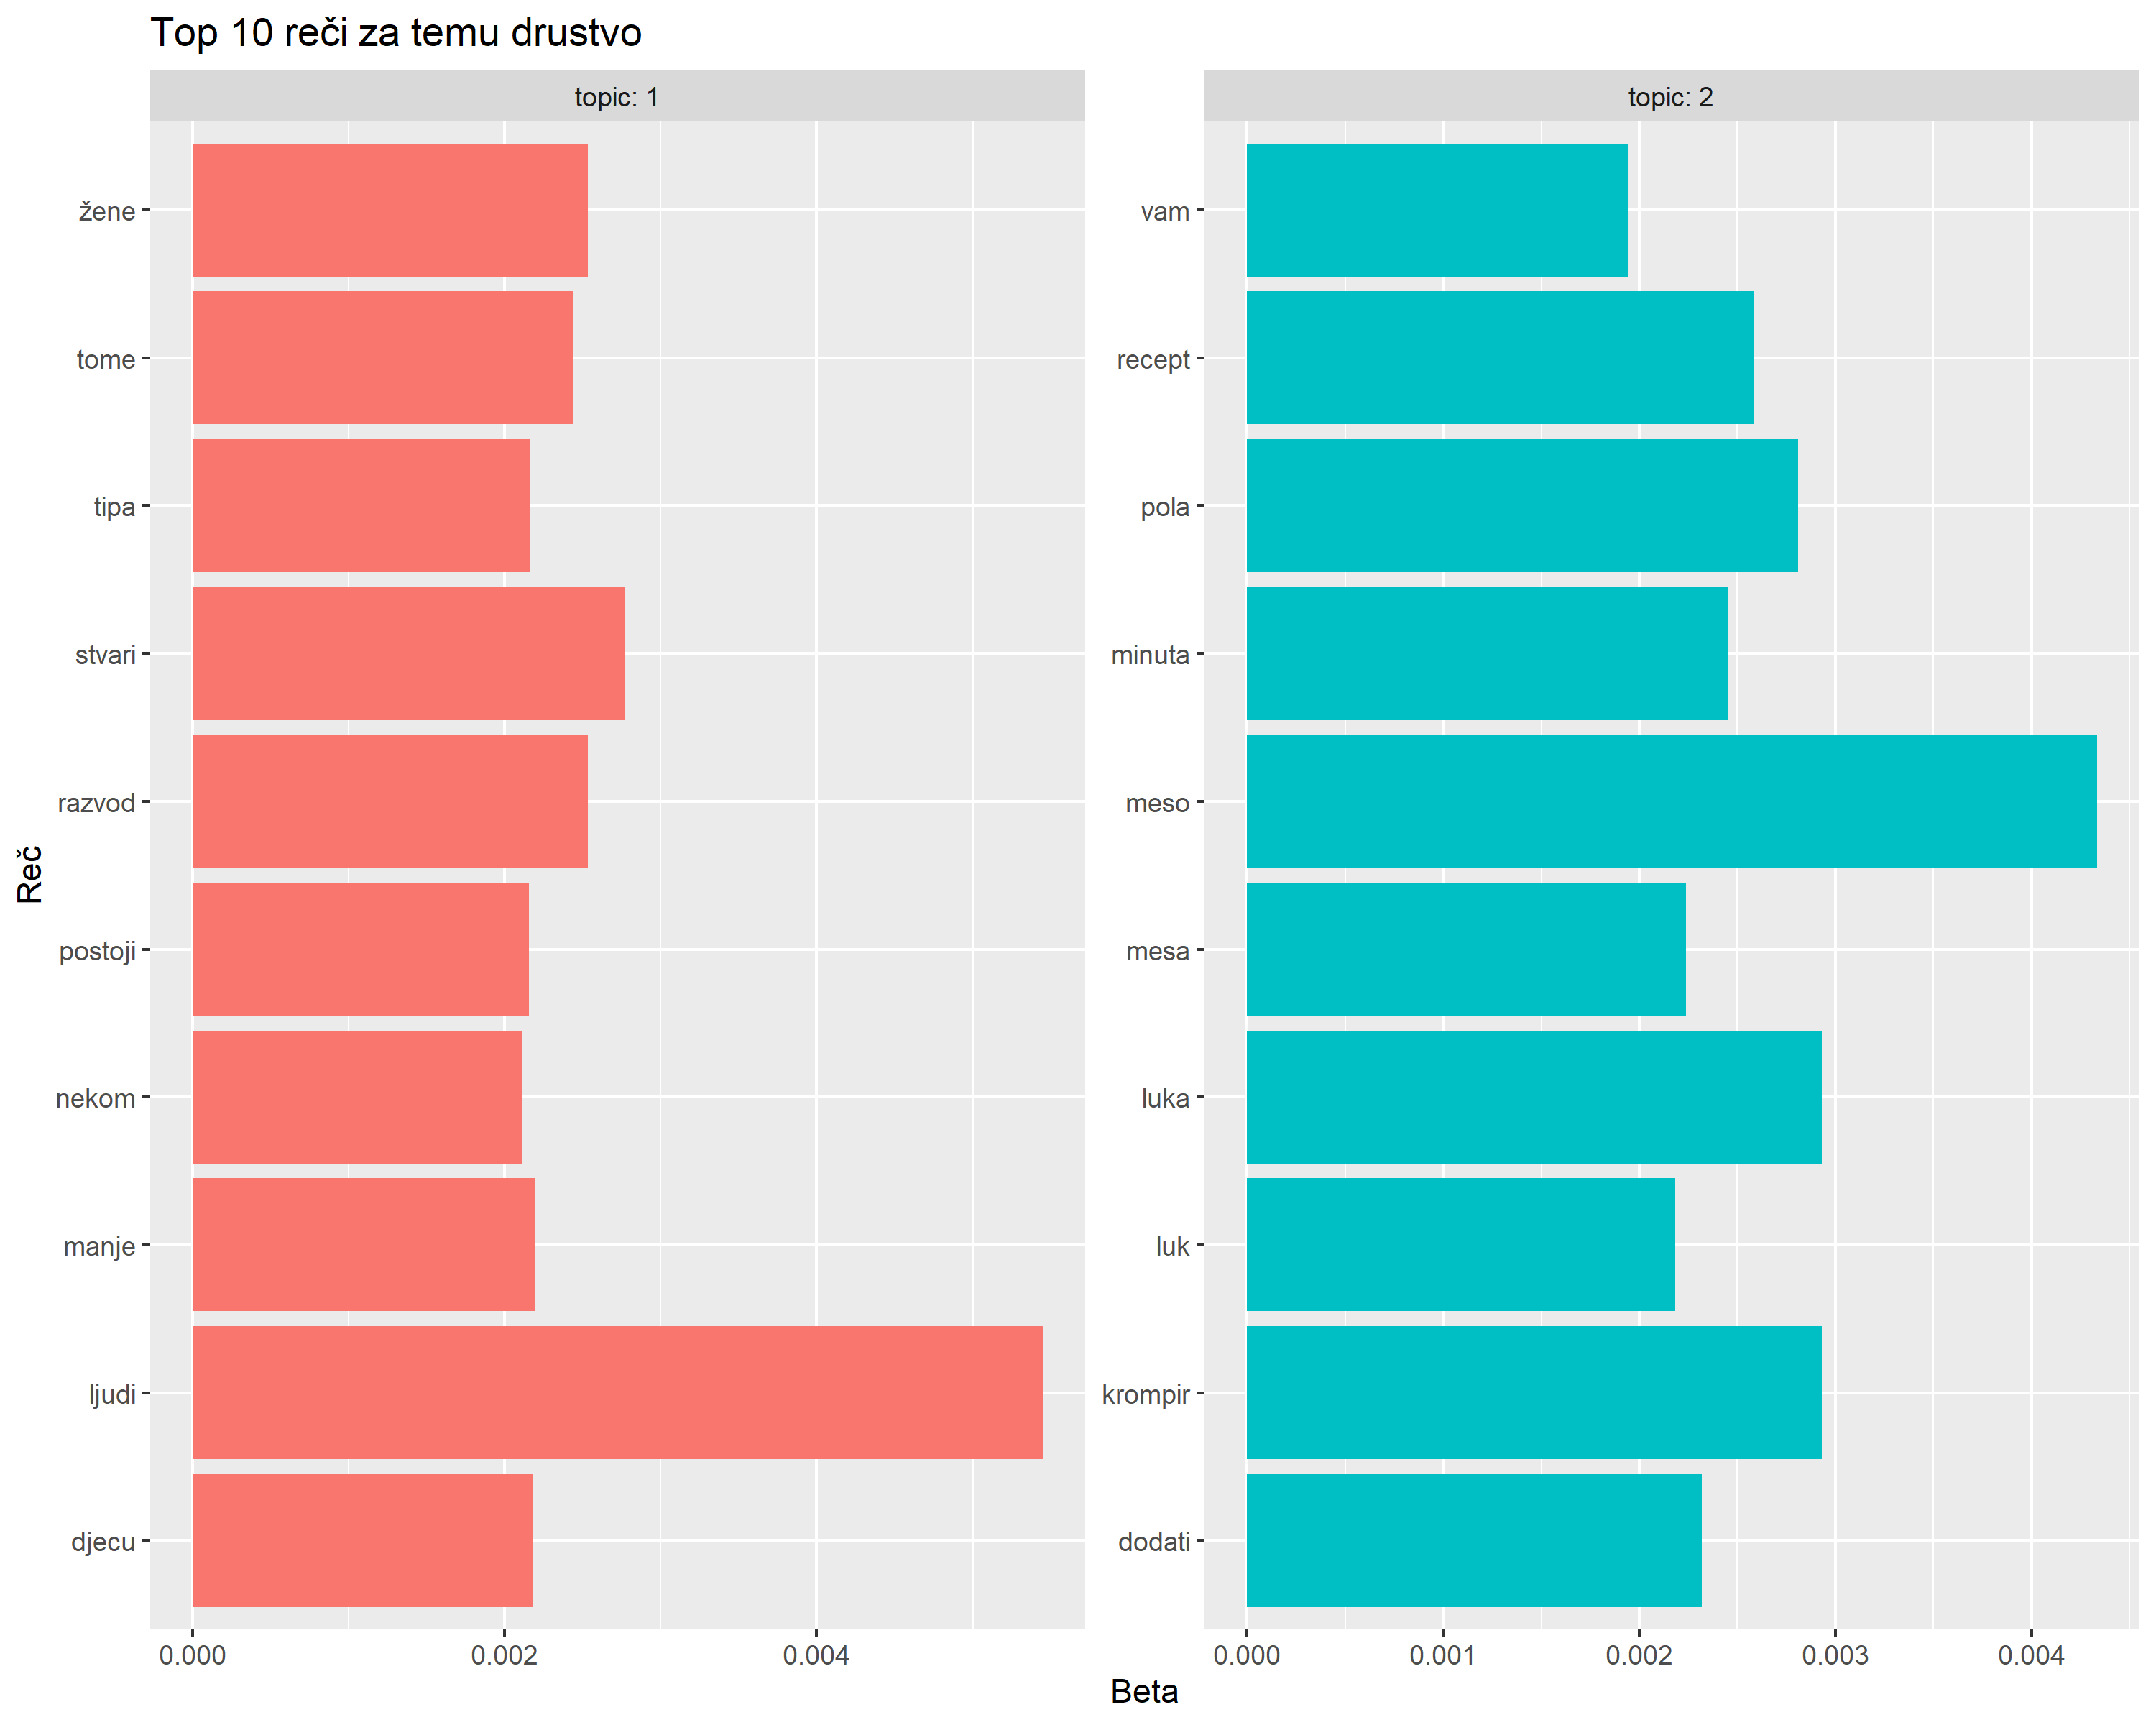 Top 10 reči za temu drustvo
topic: 1
topic: 2
Reč
žene
tome
tipa
stvari
razvod
postoji
nekom
manje
ljudi
djecu
0.000 0.002 0.004
vam
recept
pola
minuta
meso
mesa
luka
luk
krompir
dodati
0.000 0.001 0.002 0.003 0.004
Beta